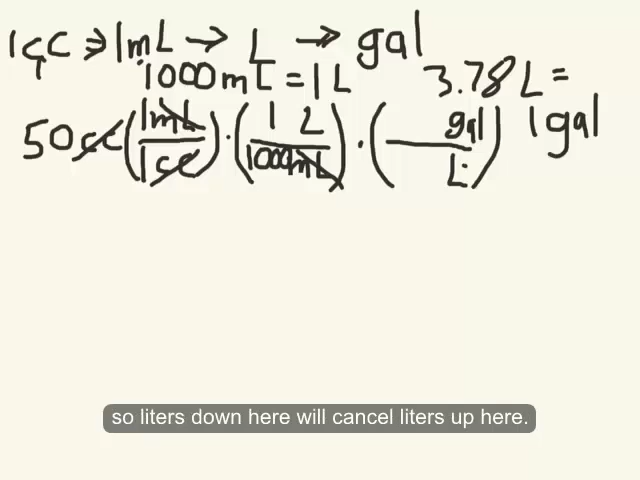 1cc → 1mL → L → gal
1000mL = 1L 3.78L =
50cc (1mL/1cc) · (1 L/1000mL) · (gal/L) 1gal
so liters down here will cancel liters up here.